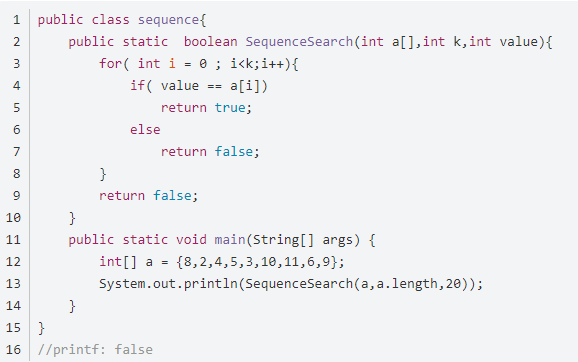 1 public class sequence{
2     public static  boolean SequenceSearch(int a[],int k,int value){
3         for( int i = 0 ; i<k;i++){
4             if( value == a[i])
5                 return true;
6             else
7                 return false;
8         }
9         return false;
10     }
11     public static void main(String[] args) {
12         int[] a = {8,2,4,5,3,10,11,6,9};
13         System.out.println(SequenceSearch(a,a.length,20));
14     }
15 }
16 //printf: false